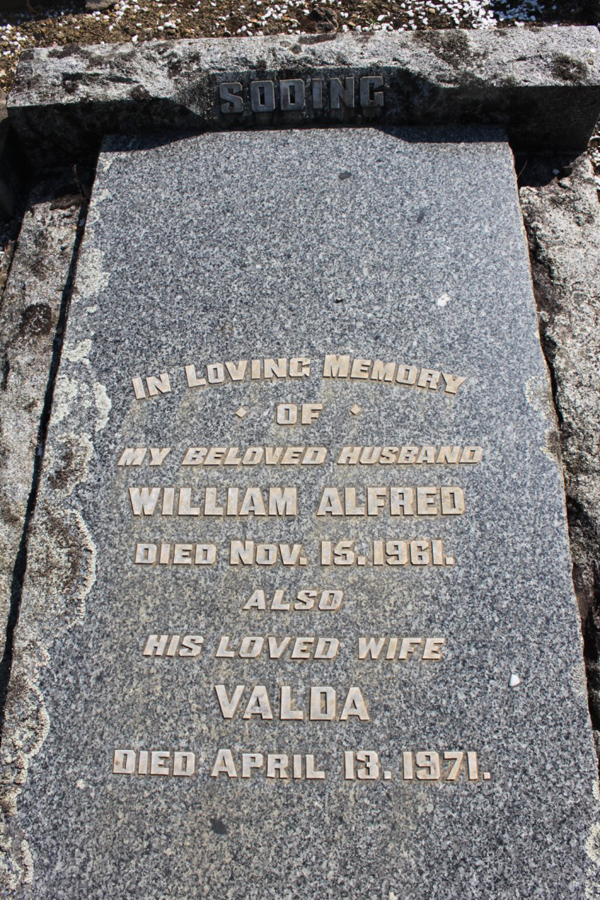 SODING
IN LOVING MEMORY
OF
MY BELOVED HUSBAND
WILLIAM ALFRED
DIED NOV. 15. 1961.
ALSO
HIS LOVED WIFE
VALDA
DIED APRIL 13. 1971.